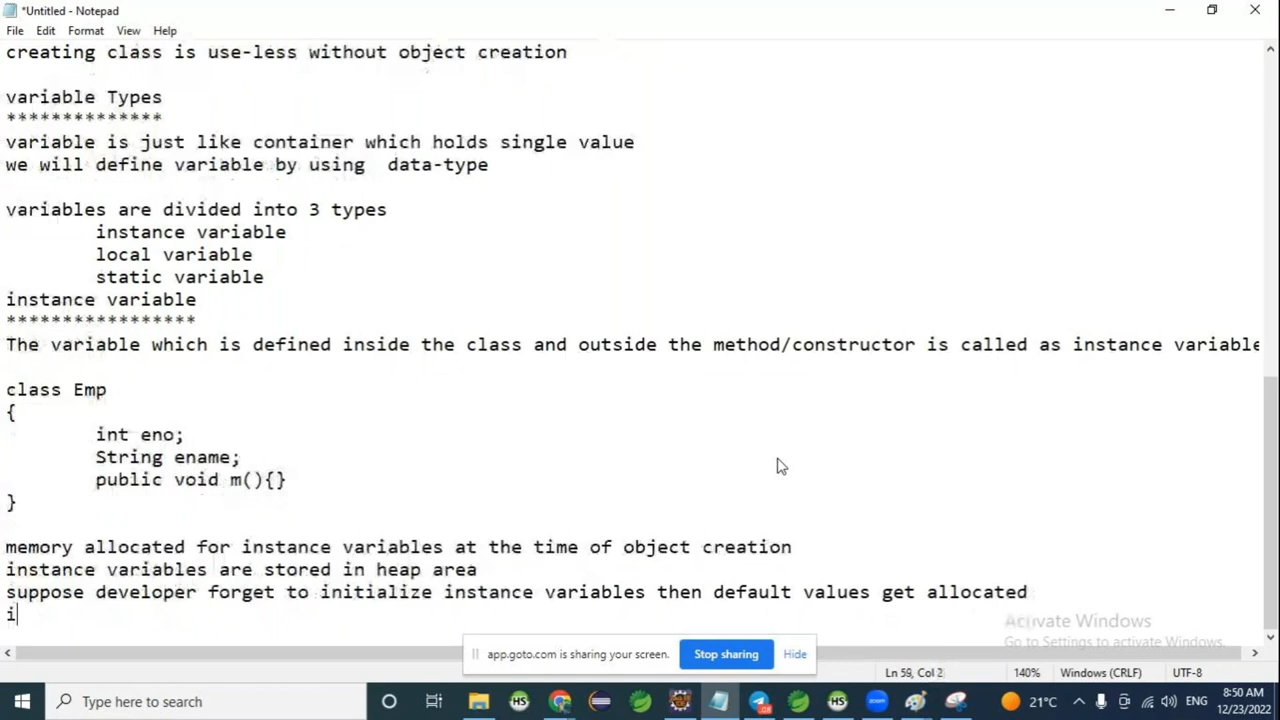 *Untitled - Notepad
File Edit Format View Help
creating class is use-less without object creation
variable Types
**************
variable is just like container which holds single value
we will define variable by using  data-type
variables are divided into 3 types
instance variable
local variable
static variable
instance variable
*****************
The variable which is defined inside the class and outside the method/constructor is called as instance variable
class Emp
{
int eno;
String ename;
public void m(){}
}
memory allocated for instance variables at the time of object creation
instance variables are stored in heap area
suppose developer forget to initialize instance variables then default values get allocated
i
Activate Windows
Go to Settings to activate Windows.
app.goto.com is sharing your screen. Stop sharing Hide
Ln 59, Col 2 140% Windows (CRLF) UTF-8
Type here to search HS HS 21°C ENG 8:50 AM
12/23/2022